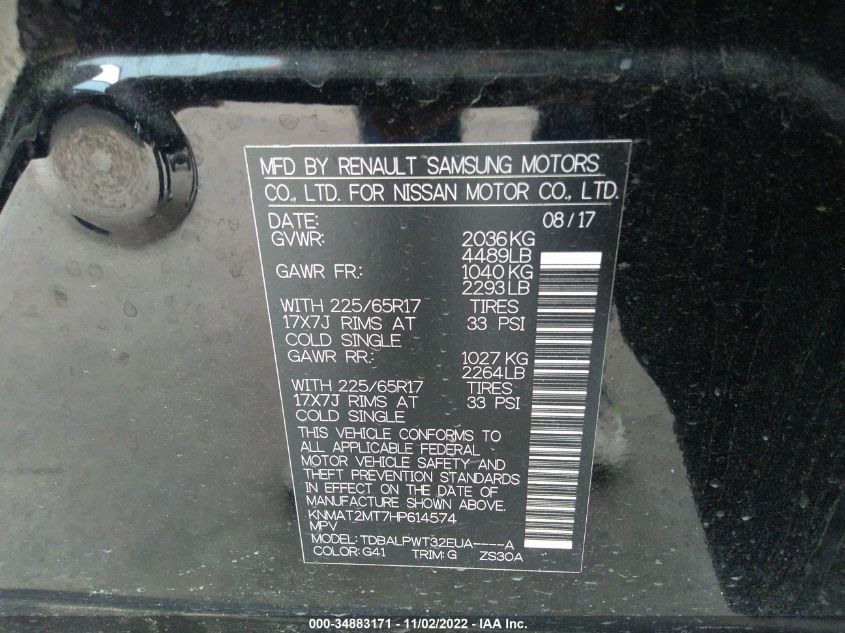 MFD BY RENAULT SAMSUNG MOTORS
CO., LTD. FOR NISSAN MOTOR CO., LTD.
DATE: 08/17
GVWR: 2036KG
4489LB
GAWR FR: 1040KG
2293LB
WITH 225/65R17 TIRES
17X7J RIMS AT 33 PSI
COLD SINGLE
GAWR RR: 1027KG
2264LB
WITH 225/65R17 TIRES
17X7J RIMS AT 33 PSI
COLD SINGLE
THIS VEHICLE CONFORMS TO
ALL APPLICABLE FEDERAL
MOTOR VEHICLE SAFETY AND
THEFT PREVENTION STANDARDS
IN EFFECT ON THE DATE OF
MANUFACTURE SHOWN ABOVE.
KNMAT2MT7HP614574
MPV
MODEL: TDBALPWT32EUA----A
COLOR: G41 TRIM: G ZS30A
000-34883171 - 11/02/2022 - IAA Inc.